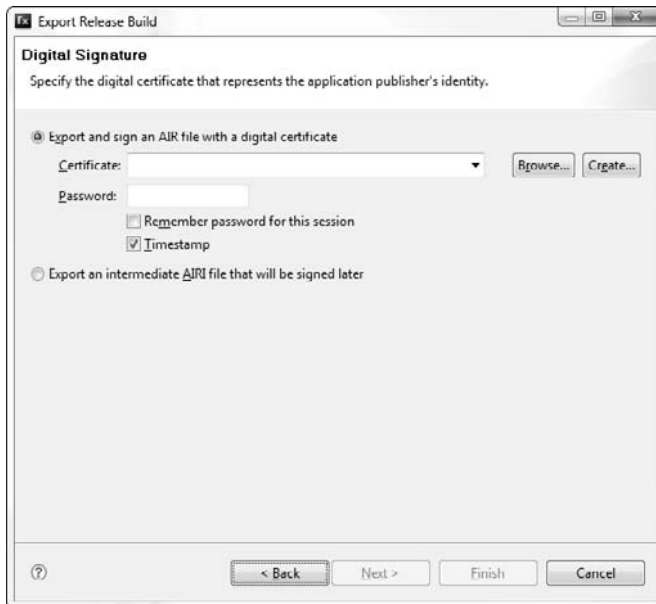 Fx Export Release Build
Digital Signature
Specify the digital certificate that represents the application publisher's identity.
Export and sign an AIR file with a digital certificate
Certificate: Browse... Create...
Password:
Remember password for this session
Timestamp
Export an intermediate AIRI file that will be signed later
? < Back Next > Finish Cancel